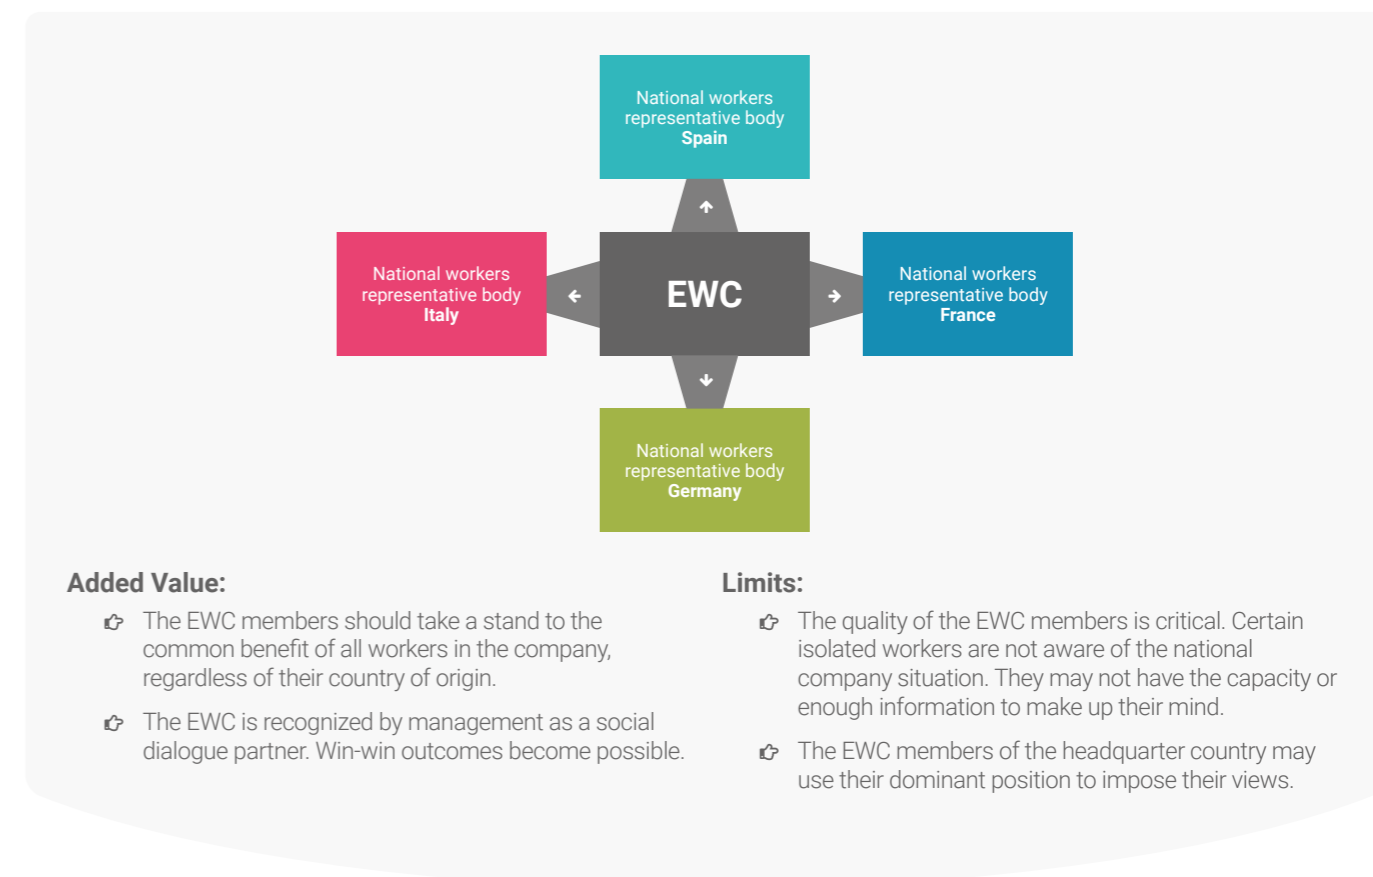 National workers
representative body
Spain
National workers
representative body
Italy
EWC
National workers
representative body
France
National workers
representative body
Germany
Added Value:
The EWC members should take a stand to the
common benefit of all workers in the company,
regardless of their country of origin.
The EWC is recognized by management as a social
dialogue partner. Win-win outcomes become possible.
Limits:
The quality of the EWC members is critical. Certain
isolated workers are not aware of the national
company situation. They may not have the capacity or
enough information to make up their mind.
The EWC members of the headquarter country may
use their dominant position to impose their views.